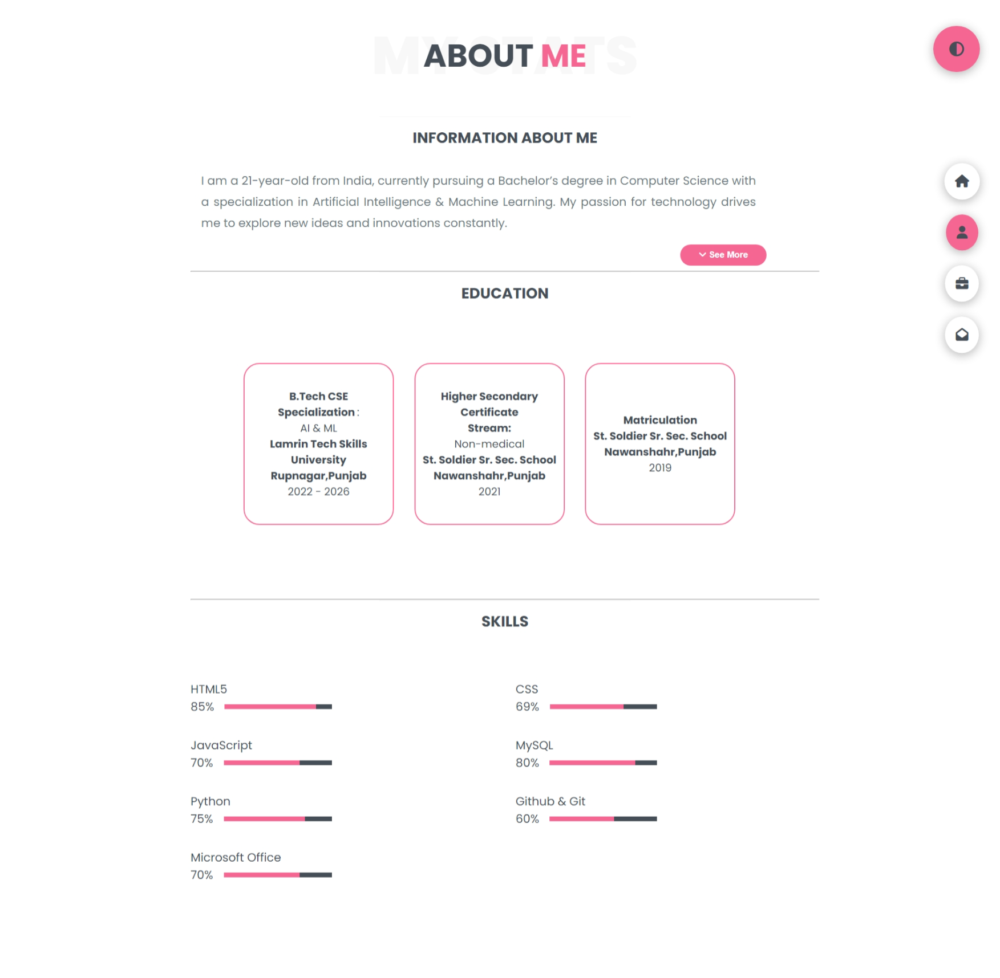 MY STATS
ABOUT ME
INFORMATION ABOUT ME
I am a 21-year-old from India, currently pursuing a Bachelor’s degree in Computer Science with
a specialization in Artificial Intelligence & Machine Learning. My passion for technology drives
me to explore new ideas and innovations constantly.
See More
EDUCATION
B.Tech CSE
Specialization :
AI & ML
Lamrin Tech Skills
University
Rupnagar,Punjab
2022 - 2026
Higher Secondary
Certificate
Stream:
Non-medical
St. Soldier Sr. Sec. School
Nawanshahr,Punjab
2021
Matriculation
St. Soldier Sr. Sec. School
Nawanshahr,Punjab
2019
SKILLS
HTML5
85%
CSS
69%
JavaScript
70%
MySQL
80%
Python
75%
Github & Git
60%
Microsoft Office
70%